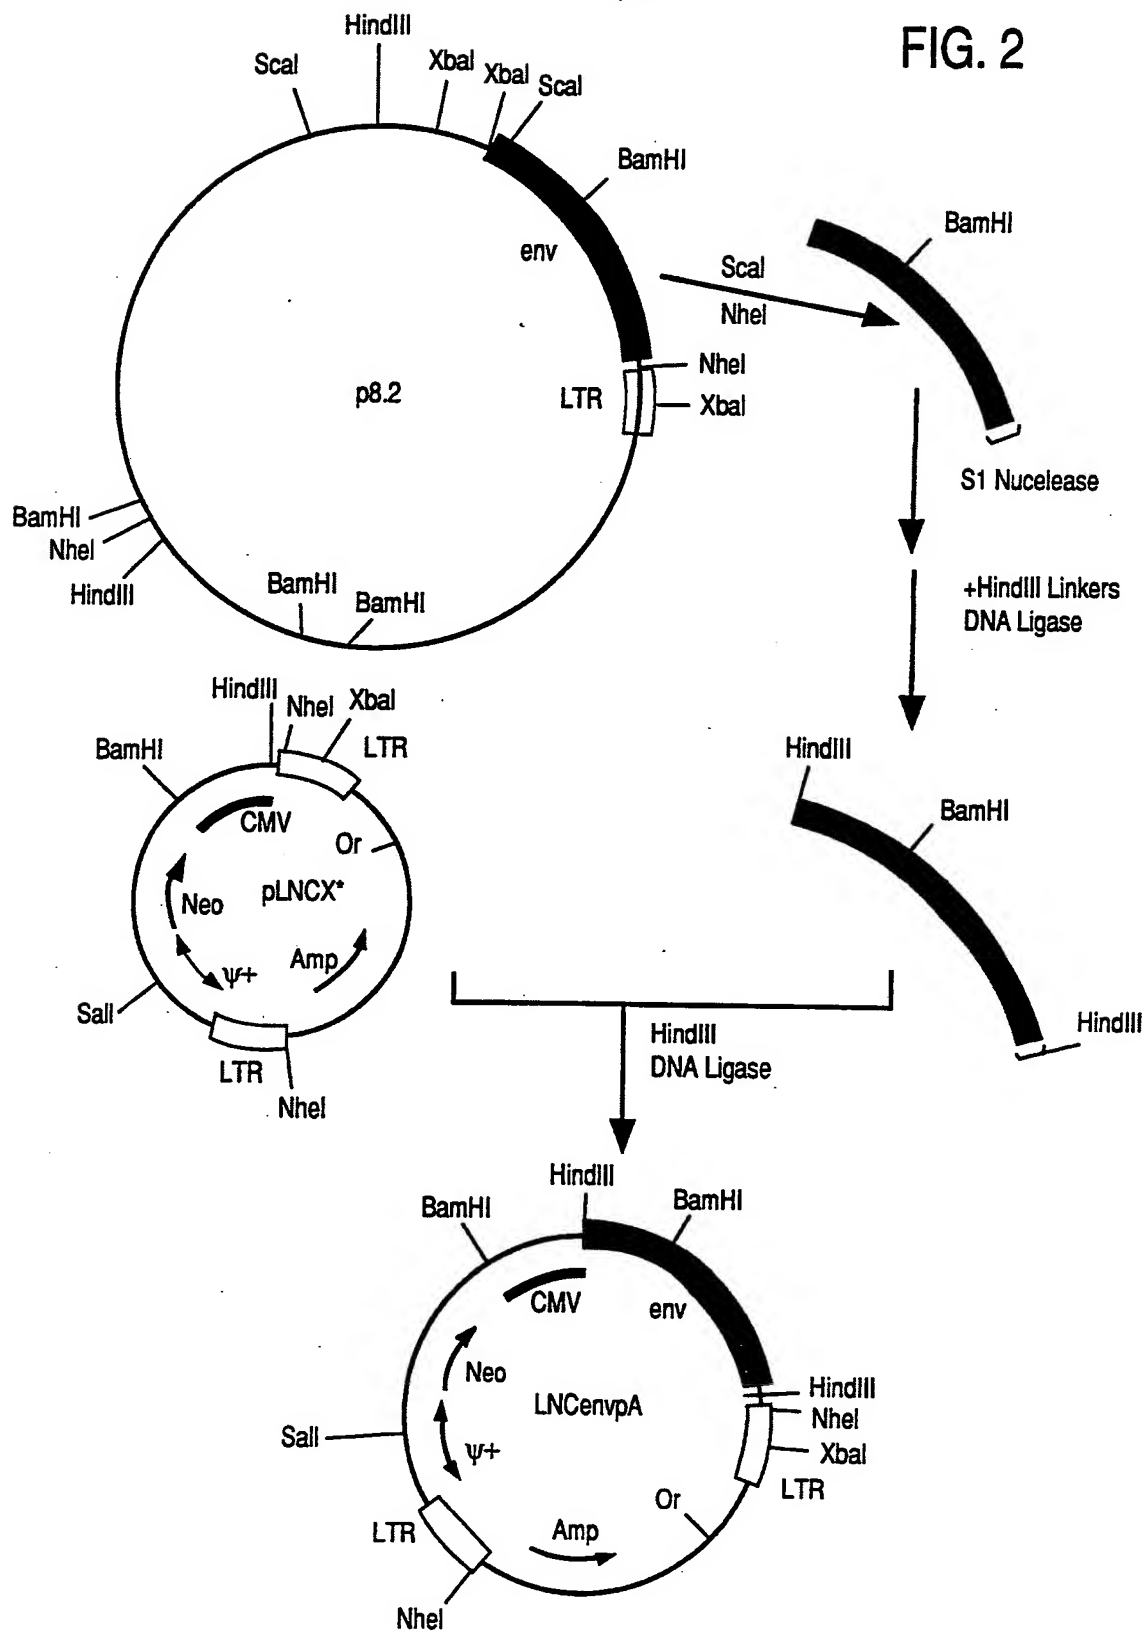 FIG. 2
HindIII
ScaI
XbaI
XbaI
ScaI
BamHI
env
p8.2
LTR
NheI
XbaI
BamHI
NheI
HindIII
BamHI
BamHI
ScaI
NheI
BamHI
S1 Nucelease
+HindIII Linkers
DNA Ligase
HindIII
BamHI
HindIII
HindIII
NheI
XbaI
LTR
BamHI
CMV
Or
Neo
pLNCX*
Amp
ψ+
SalI
LTR
NheI
HindIII
DNA Ligase
HindIII
BamHI
BamHI
CMV
env
Neo
LNCenvpA
HindIII
NheI
XbaI
LTR
SalI
ψ+
Or
LTR
Amp
NheI